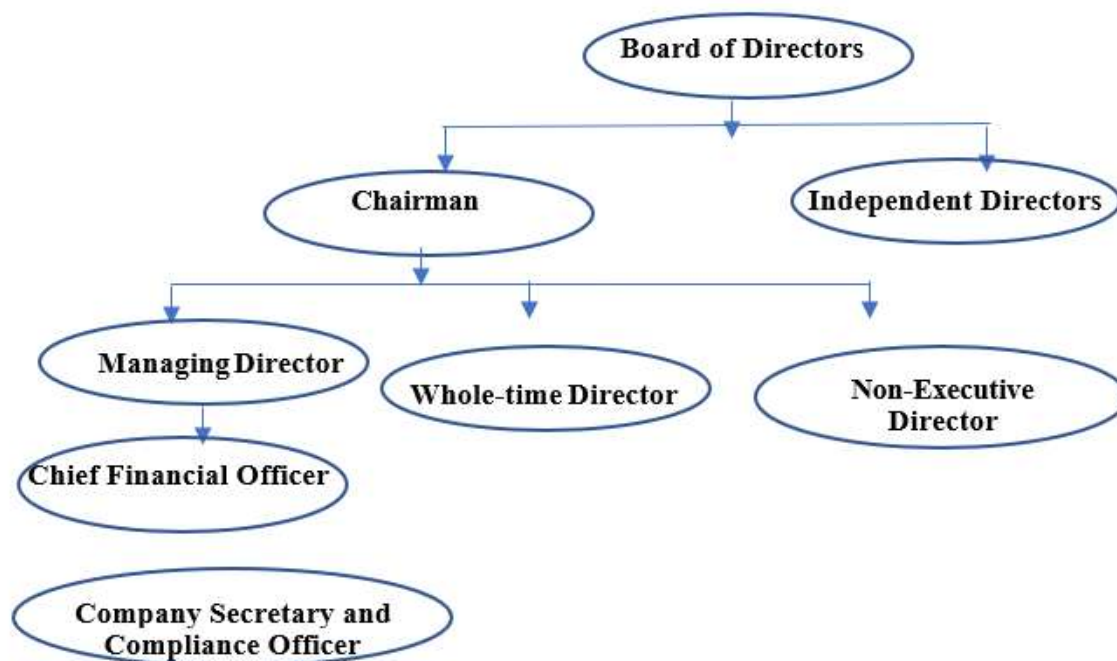 Board of Directors
Chairman
Independent Directors
Managing Director
Whole-time Director
Non-Executive
Director
Chief Financial Officer
Company Secretary and
Compliance Officer